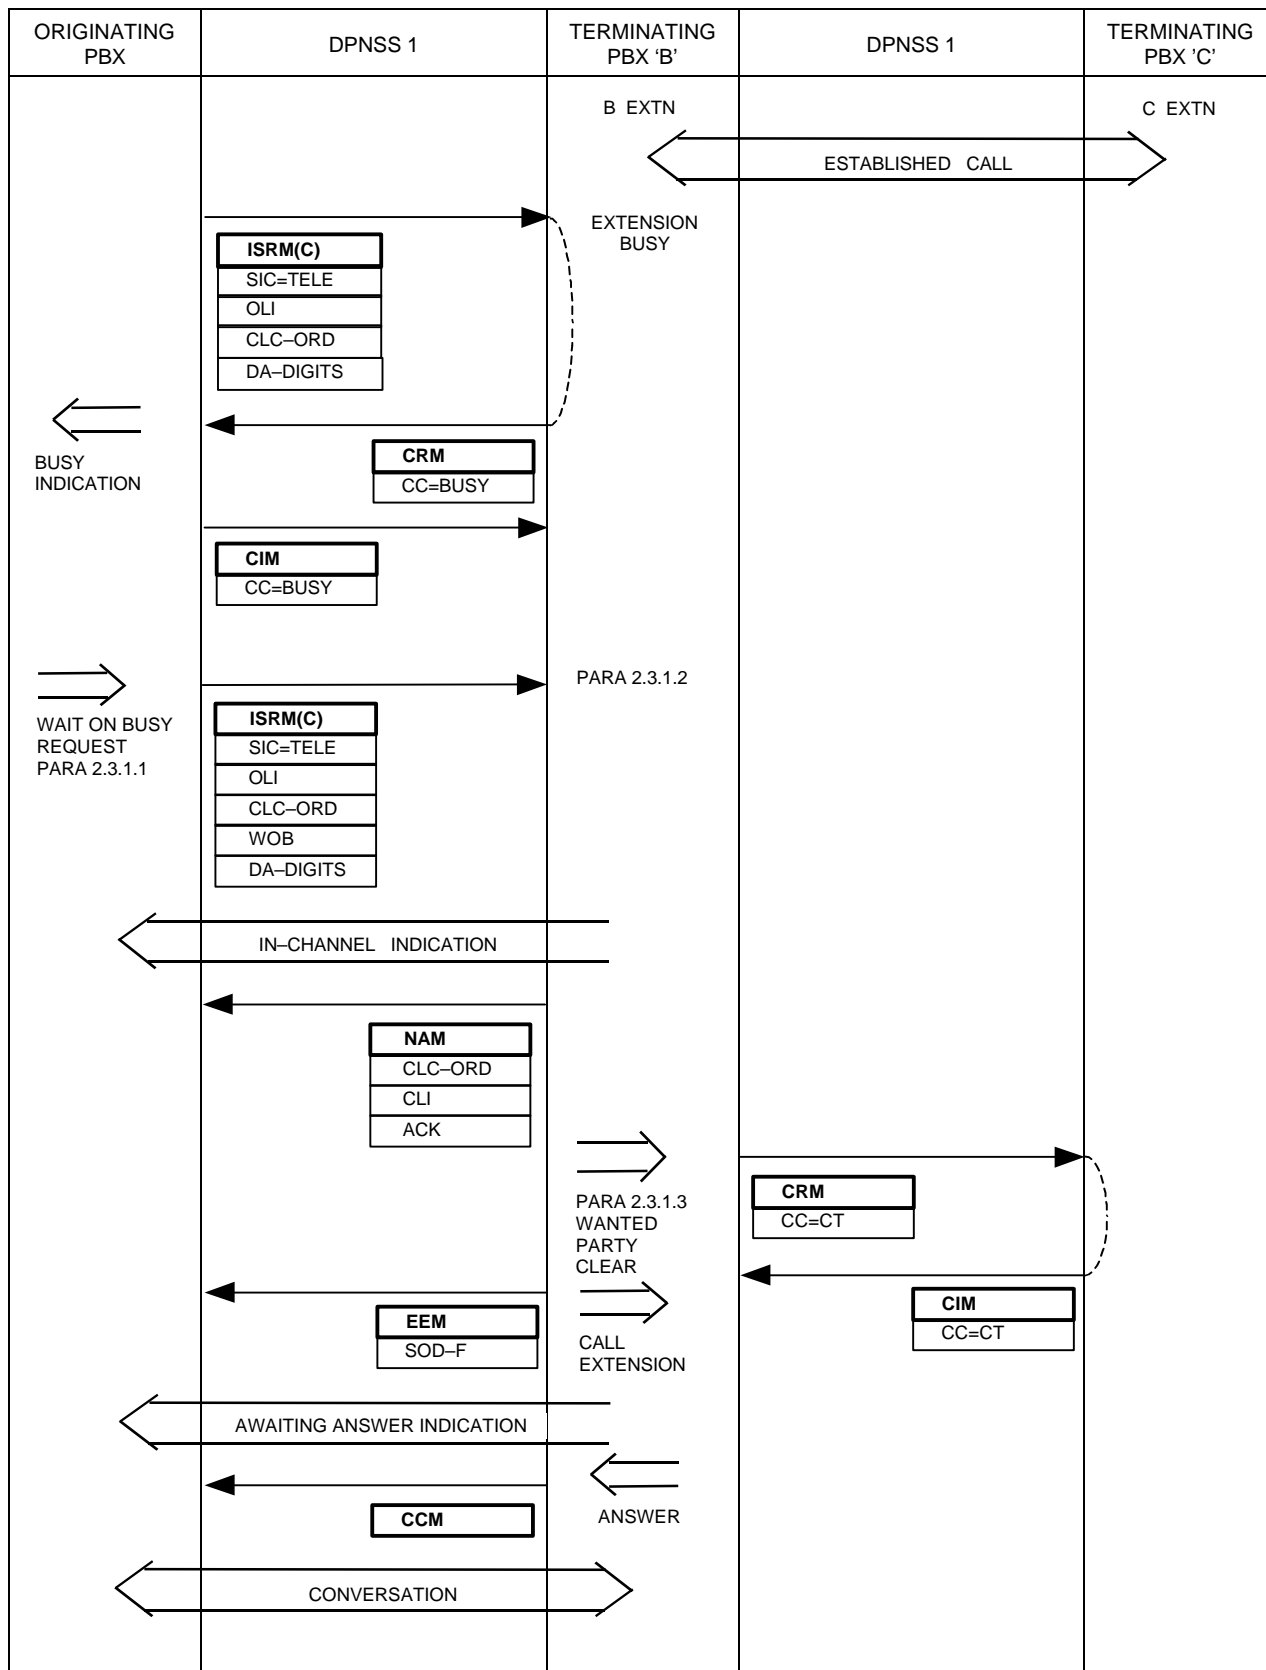 ORIGINATING
PBX
DPNSS 1
TERMINATING
PBX ‘B’
DPNSS 1
TERMINATING
PBX ’C’
B EXTN
C EXTN
ESTABLISHED CALL
EXTENSION
BUSY
ISRM(C)
SIC=TELE
OLI
CLC–ORD
DA–DIGITS
BUSY
INDICATION
CRM
CC=BUSY
CIM
CC=BUSY
PARA 2.3.1.2
WAIT ON BUSY
REQUEST
PARA 2.3.1.1
ISRM(C)
SIC=TELE
OLI
CLC–ORD
WOB
DA–DIGITS
IN–CHANNEL INDICATION
NAM
CLC–ORD
CLI
ACK
PARA 2.3.1.3
WANTED
PARTY
CLEAR
CRM
CC=CT
EEM
SOD–F
CALL
EXTENSION
CIM
CC=CT
AWAITING ANSWER INDICATION
CCM
ANSWER
CONVERSATION